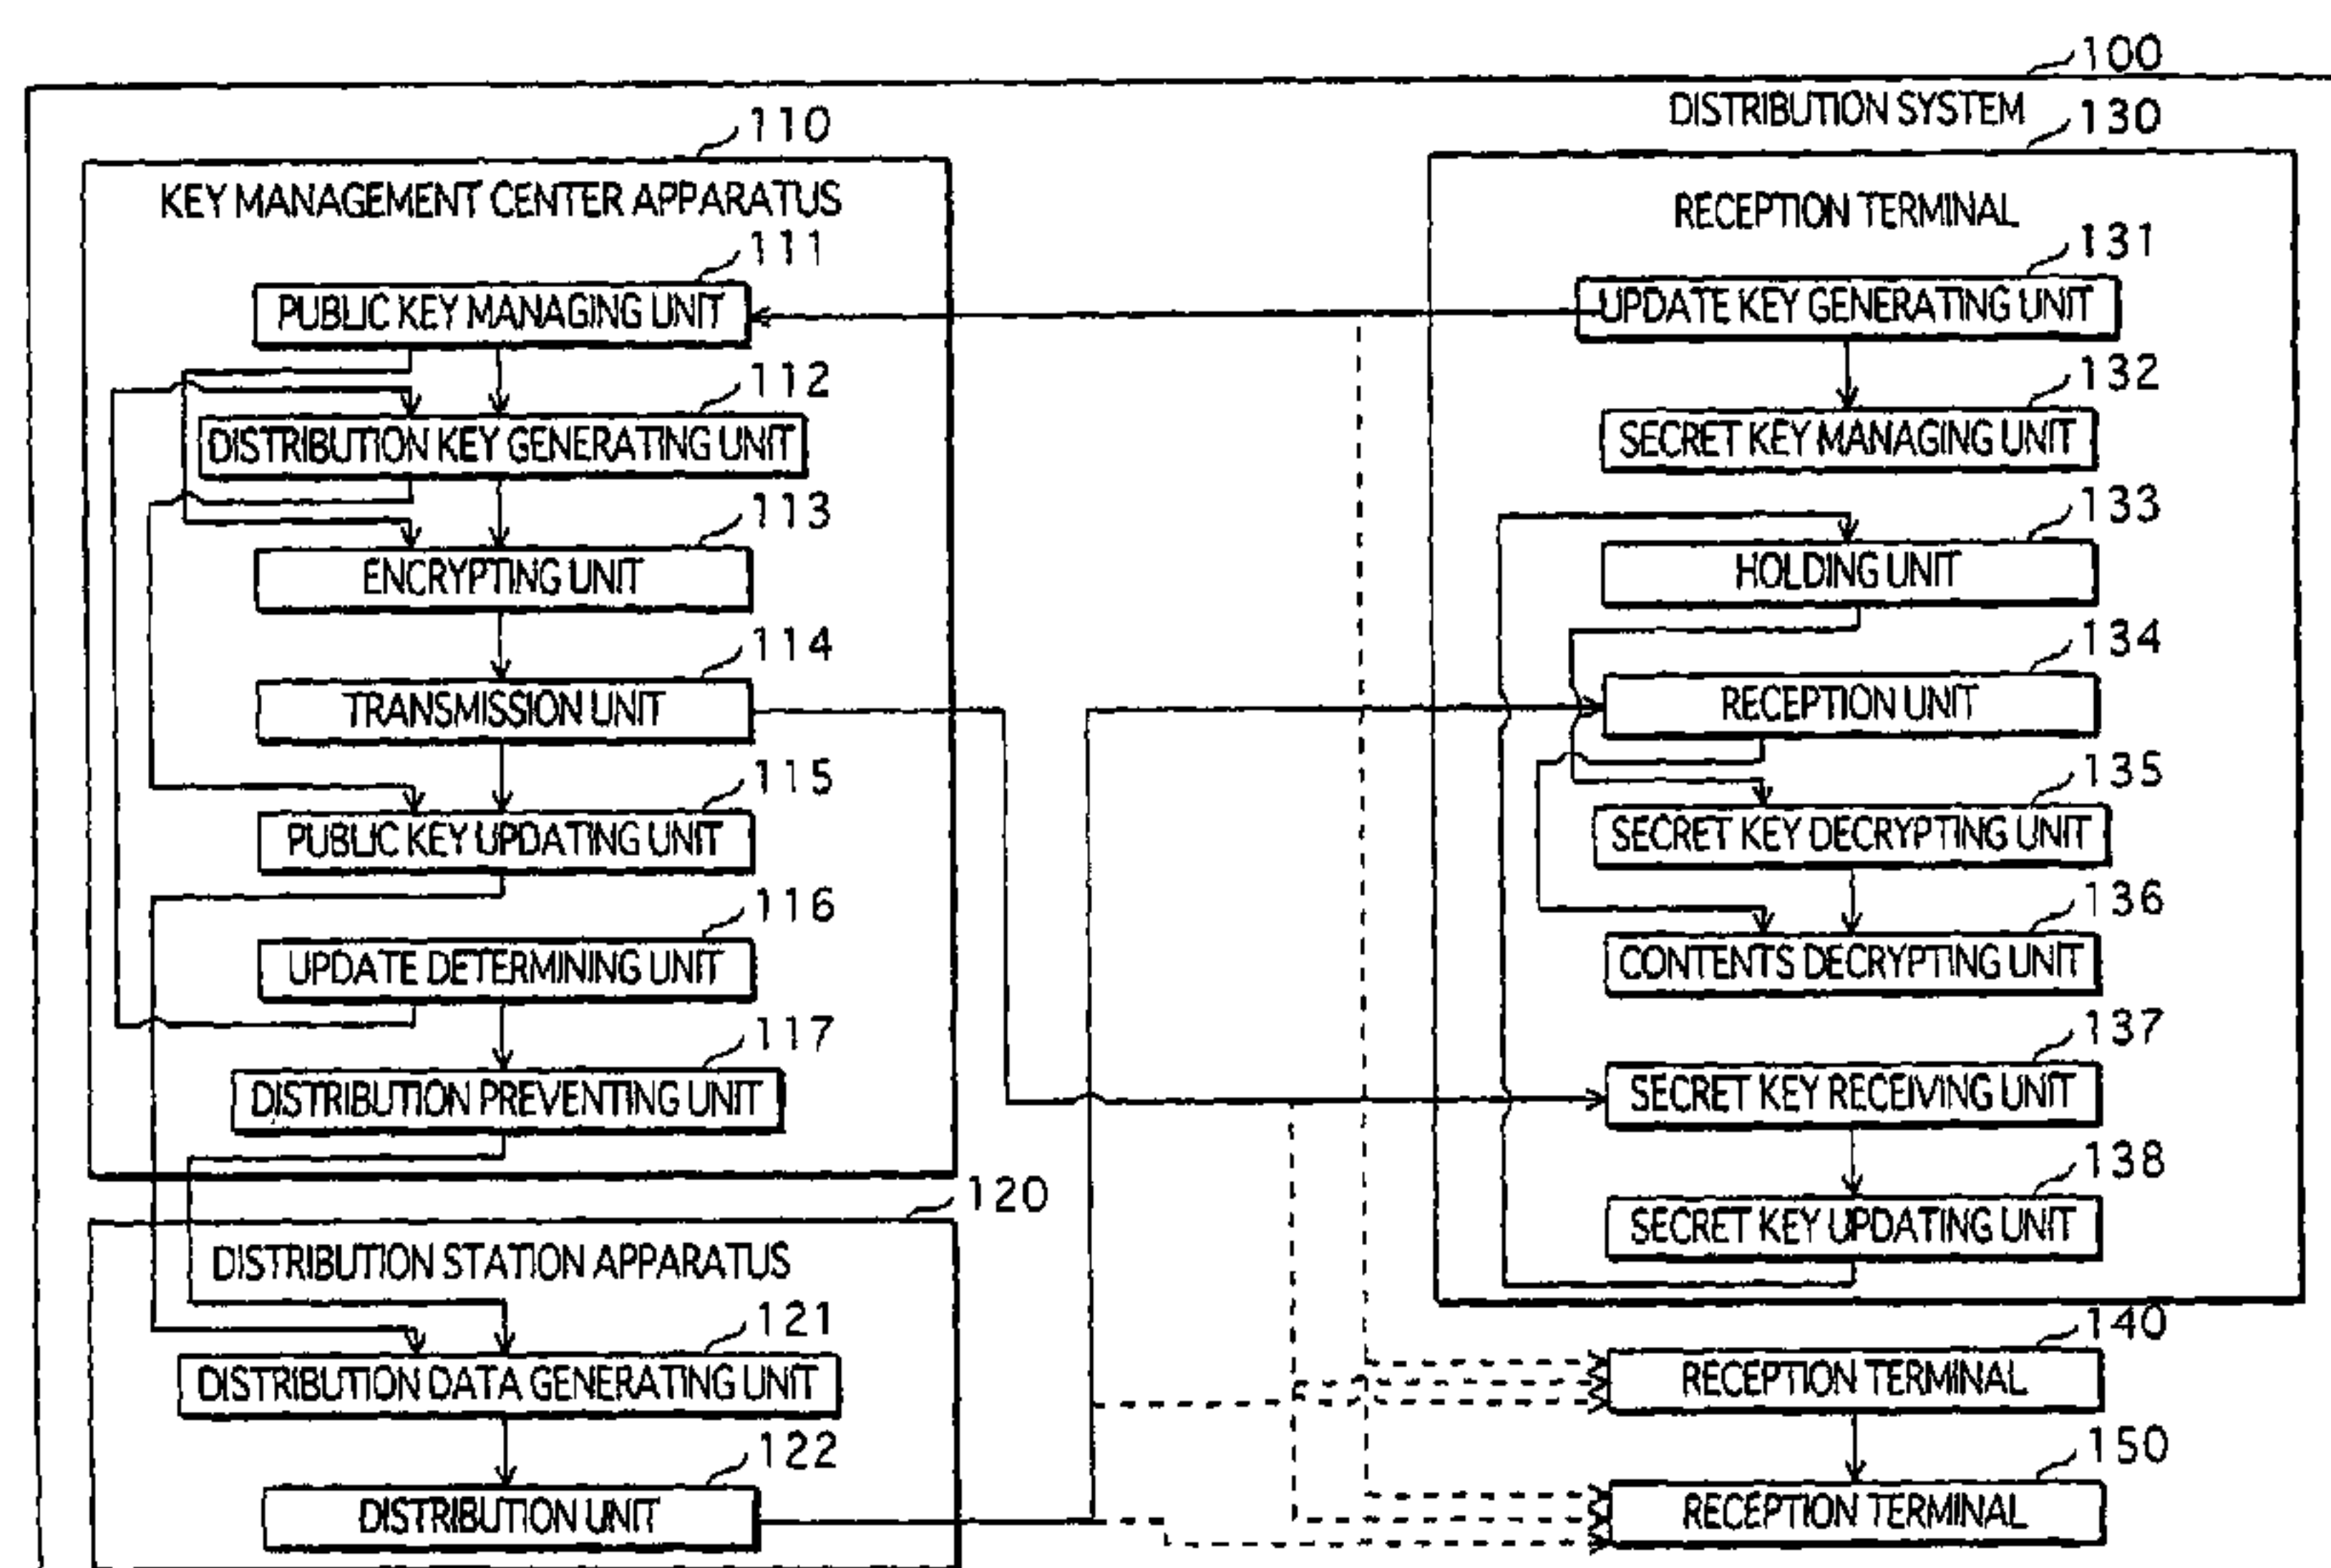 100
DISTRIBUTION SYSTEM
110
KEY MANAGEMENT CENTER APPARATUS
111
PUBLIC KEY MANAGING UNIT
112
DISTRIBUTION KEY GENERATING UNIT
113
ENCRYPTING UNIT
114
TRANSMISSION UNIT
115
PUBLIC KEY UPDATING UNIT
116
UPDATE DETERMINING UNIT
117
DISTRIBUTION PREVENTING UNIT
120
DISTRIBUTION STATION APPARATUS
121
DISTRIBUTION DATA GENERATING UNIT
122
DISTRIBUTION UNIT
130
RECEPTION TERMINAL
131
UPDATE KEY GENERATING UNIT
132
SECRET KEY MANAGING UNIT
133
HOLDING UNIT
134
RECEPTION UNIT
135
SECRET KEY DECRYPTING UNIT
136
CONTENTS DECRYPTING UNIT
137
SECRET KEY RECEIVING UNIT
138
SECRET KEY UPDATING UNIT
140
RECEPTION TERMINAL
150
RECEPTION TERMINAL